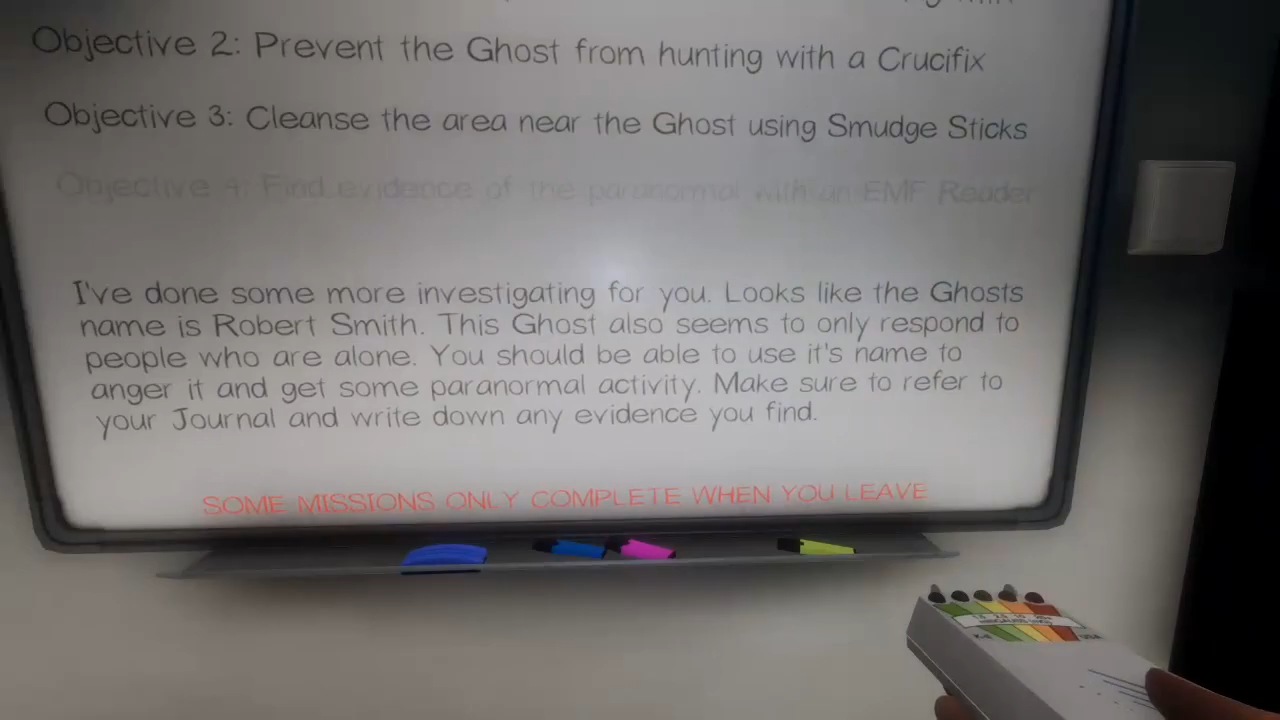 Objective 2: Prevent the Ghost from hunting with a Crucifix
Objective 3: Cleanse the area near the Ghost using Smudge Sticks
Objective 4: Find evidence of the paranormal with an EMF Reader
I've done some more investigating for you. Looks like the Ghosts
name is Robert Smith. This Ghost also seems to only respond to
people who are alone. You should be able to use it's name to
anger it and get some paranormal activity. Make sure to refer to
your Journal and write down any evidence you find.
SOME MISSIONS ONLY COMPLETE WHEN YOU LEAVE
K-II